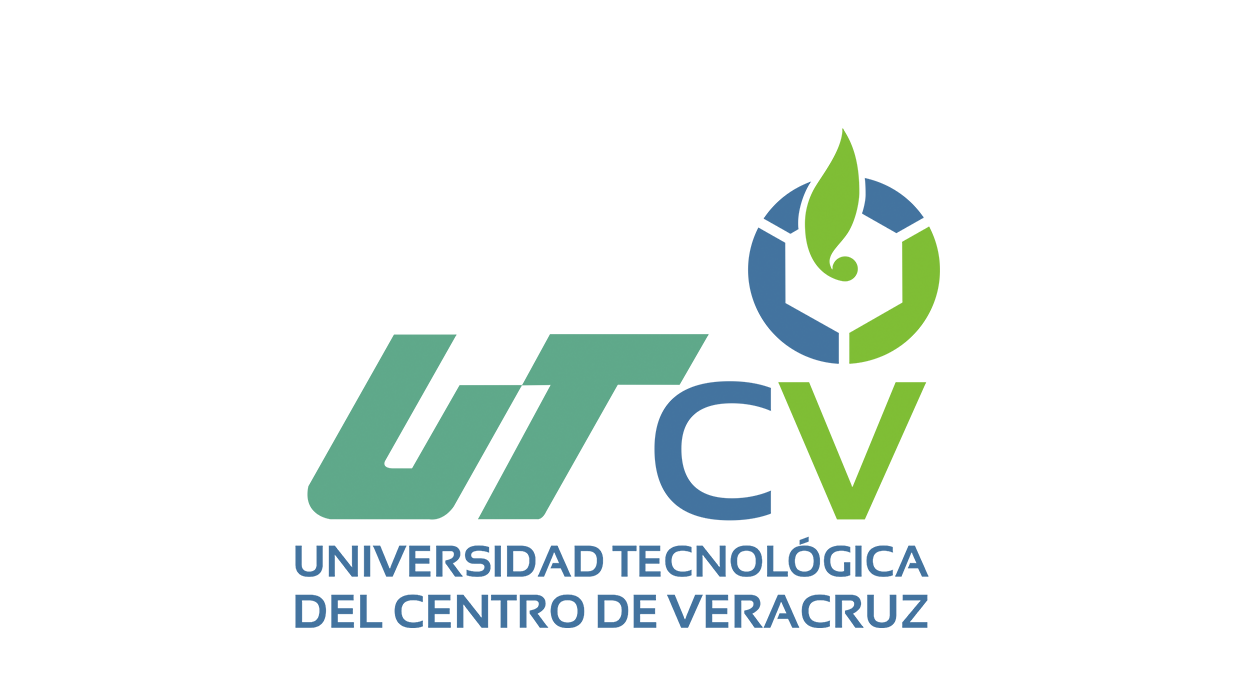 UTCV
UNIVERSIDAD TECNOLÓGICA
DEL CENTRO DE VERACRUZ